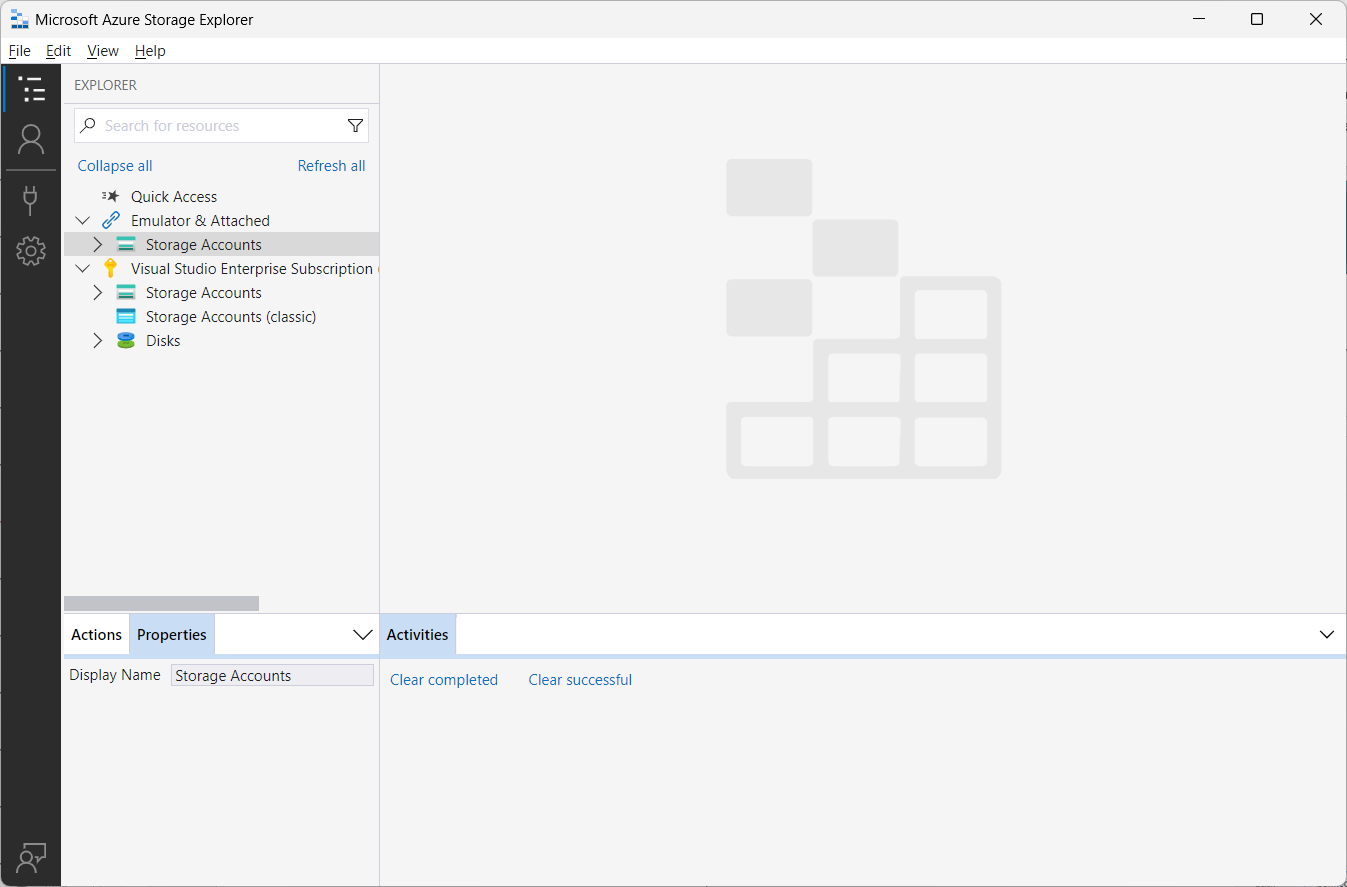 Microsoft Azure Storage Explorer
File Edit View Help
EXPLORER
Search for resources
Collapse all Refresh all
Quick Access
Emulator & Attached
Storage Accounts
Visual Studio Enterprise Subscription (
Storage Accounts
Storage Accounts (classic)
Disks
Actions Properties
Display Name Storage Accounts
Activities
Clear completed Clear successful